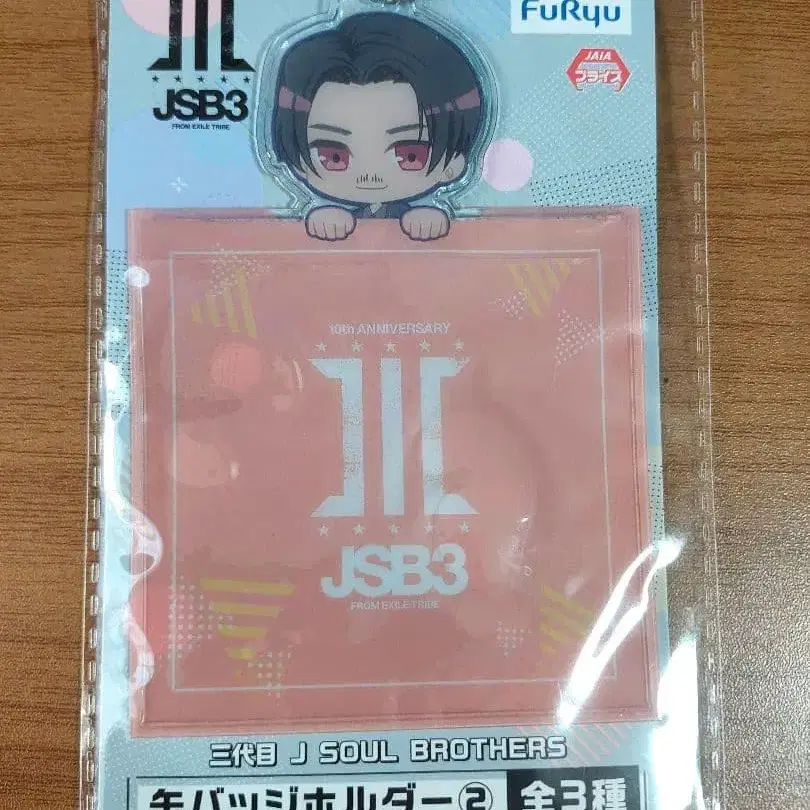 FuRyu
JAIA
プライズ
JSB3
FROM EXILE TRIBE
10th ANNIVERSARY
JSB3
FROM EXILE TRIBE
三代目 J SOUL BROTHERS
缶バッジホルダー② 全3種